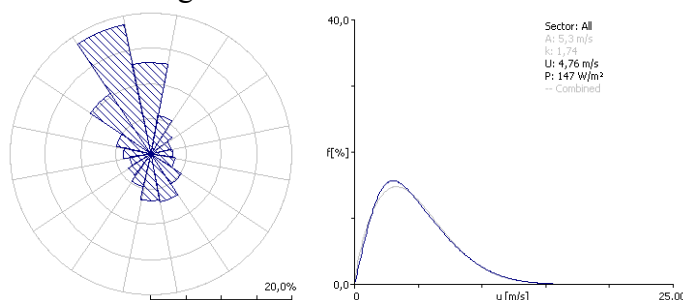 20,0%
40,0
Sector: All
A: 5,3 m/s
k: 1,74
U: 4,76 m/s
P: 147 W/m²
-- Combined
f[%]
0,0
0
u [m/s]
25,00